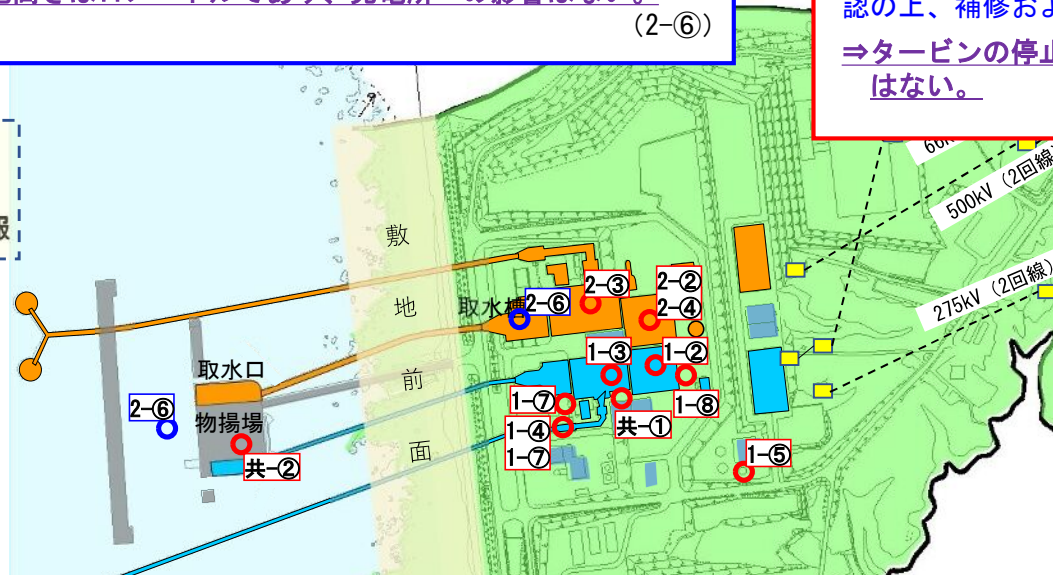 (2-⑥)
認の上、補修およ
⇒タービンの停止
はない。
報
500kV (2回線)
275kV (2回線)
敷
地
前
面
取水槽
2-⑥
2-③
2-②
2-④
1-③
1-②
1-⑦
1-④
1-⑦
共-①
1-⑧
1-⑤
取水口
2-⑥
物揚場
共-②